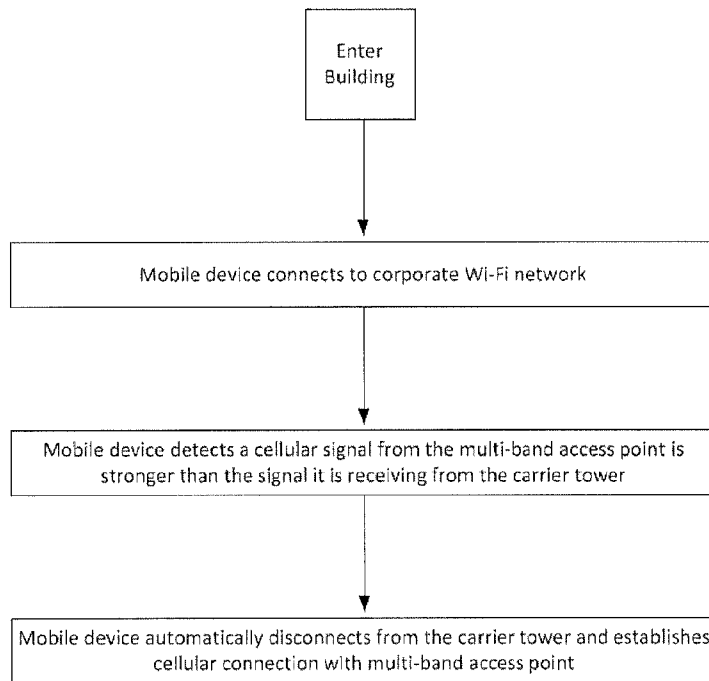 Enter
Building
Mobile device connects to corporate Wi-Fi network
Mobile device detects a cellular signal from the multi-band access point is
stronger than the signal it is receiving from the carrier tower
Mobile device automatically disconnects from the carrier tower and establishes
cellular connection with multi-band access point